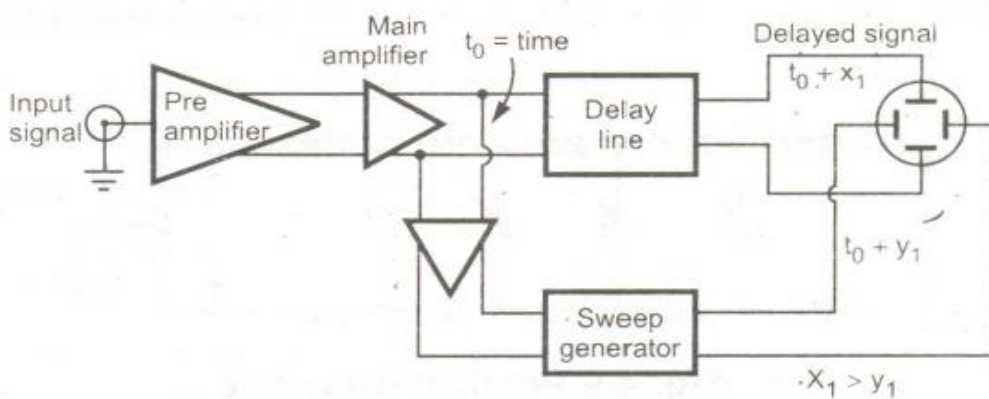 Main
amplifier
t₀ = time
Delayed signal
t₀ + x₁
Input
signal
Pre
amplifier
Delay
line
t₀ + y₁
Sweep
generator
X₁ > y₁